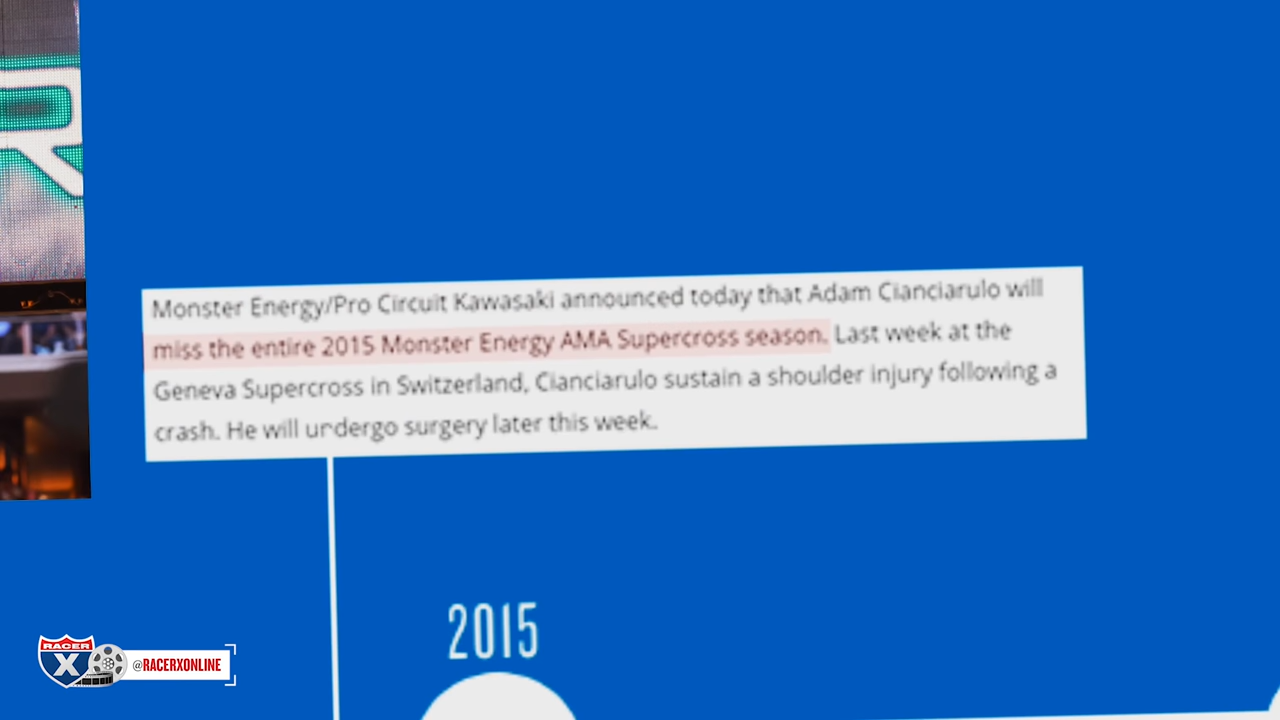 Monster Energy/Pro Circuit Kawasaki announced today that Adam Cianciarulo will
miss the entire 2015 Monster Energy AMA Supercross season. Last week at the
Geneva Supercross in Switzerland, Cianciarulo sustain a shoulder injury following a
crash. He will undergo surgery later this week.
2015
RACER
X
@RACERXONLINE